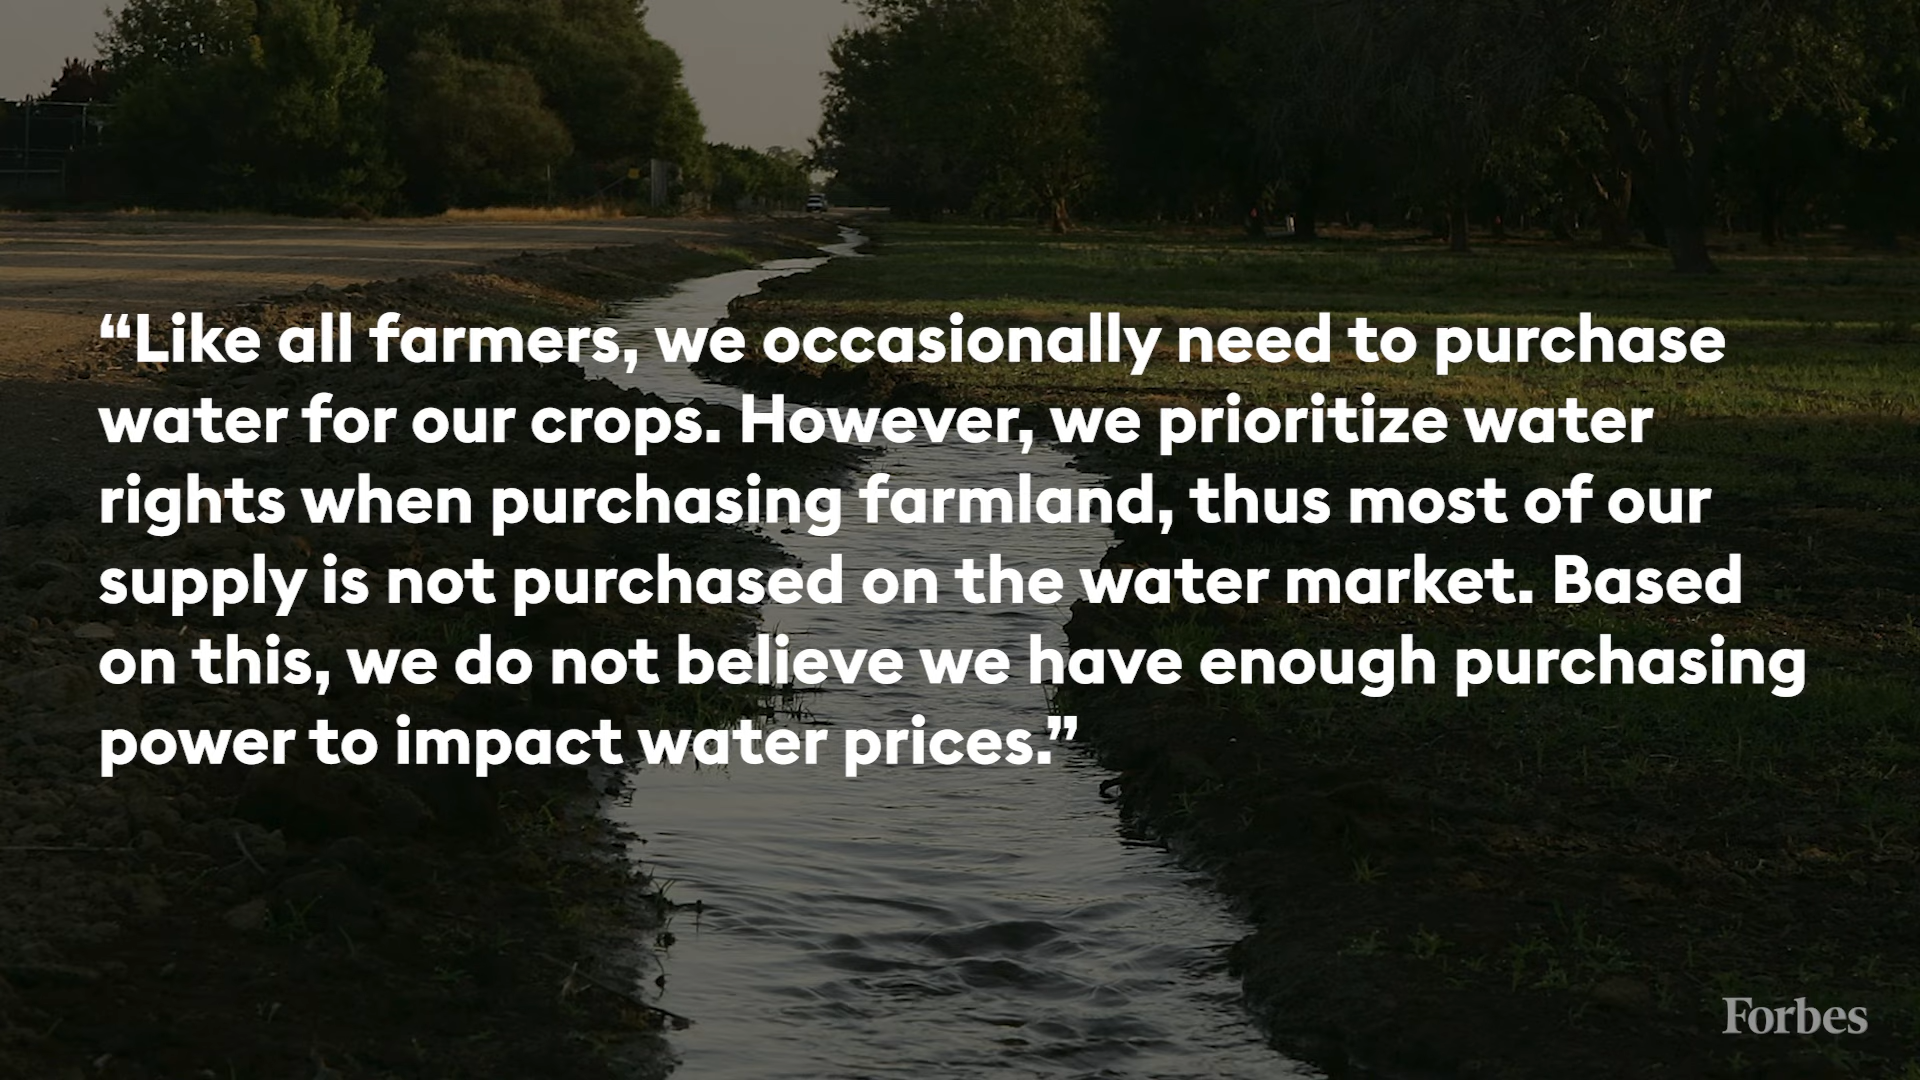 “Like all farmers, we occasionally need to purchase
water for our crops. However, we prioritize water
rights when purchasing farmland, thus most of our
supply is not purchased on the water market. Based
on this, we do not believe we have enough purchasing
power to impact water prices.”
Forbes